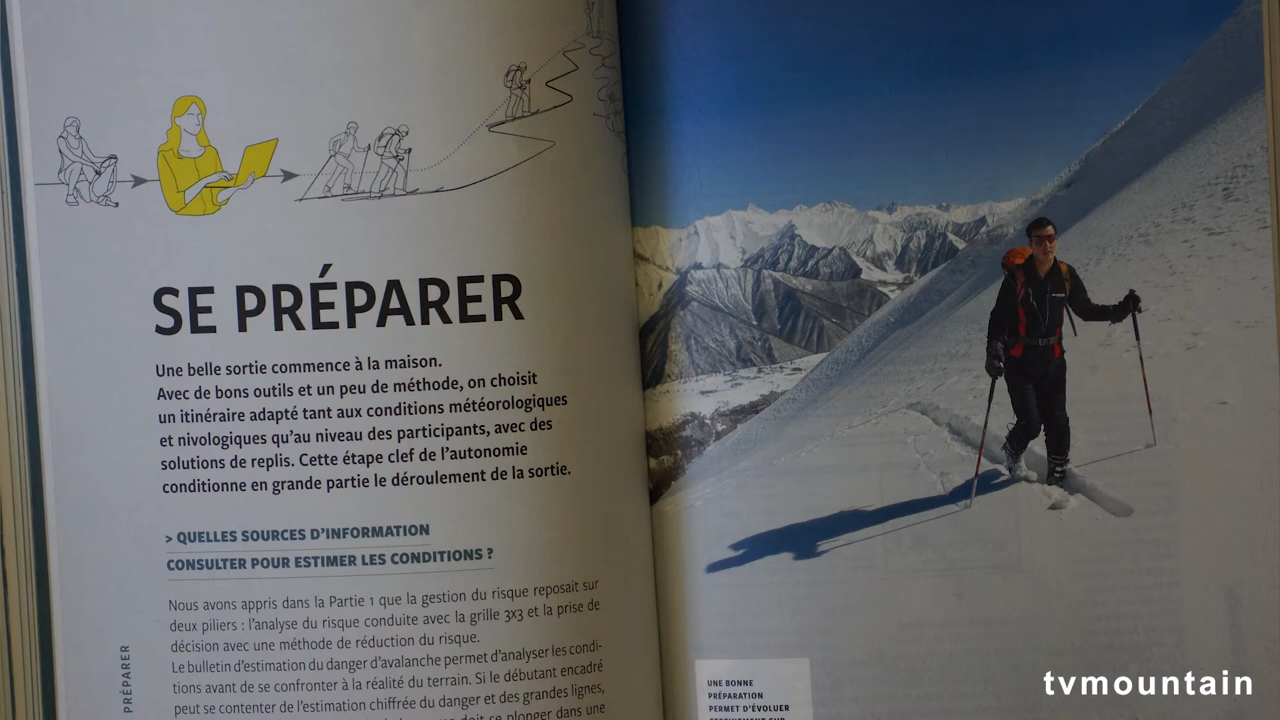 SE PRÉPARER
Une belle sortie commence à la maison.
Avec de bons outils et un peu de méthode, on choisit
un itinéraire adapté tant aux conditions météorologiques
et nivologiques qu'au niveau des participants, avec des
solutions de replis. Cette étape clef de l'autonomie
conditionne en grande partie le déroulement de la sortie.
> QUELLES SOURCES D'INFORMATION
CONSULTER POUR ESTIMER LES CONDITIONS ?
Nous avons appris dans la Partie 1 que la gestion du risque reposait sur
deux piliers : l'analyse du risque conduite avec la grille 3x3 et la prise de
décision avec une méthode de réduction du risque.
Le bulletin d'estimation du danger d'avalanche permet d'analyser les condi-
tions avant de se confronter à la réalité du terrain. Si le débutant encadré
peut se contenter de l'estimation chiffrée du danger et des grandes lignes,
doit se plonger dans une
PRÉPARER
UNE BONNE
PRÉPARATION
PERMET D'ÉVOLUER
tvmountain